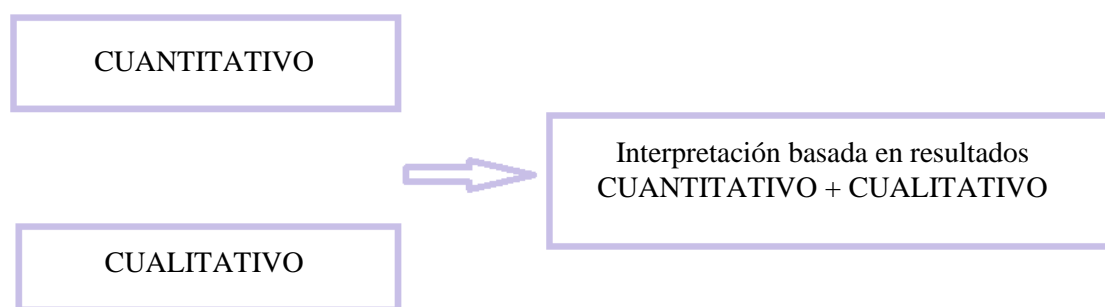 CUANTITATIVO
Interpretación basada en resultados
CUANTITATIVO + CUALITATIVO
CUALITATIVO